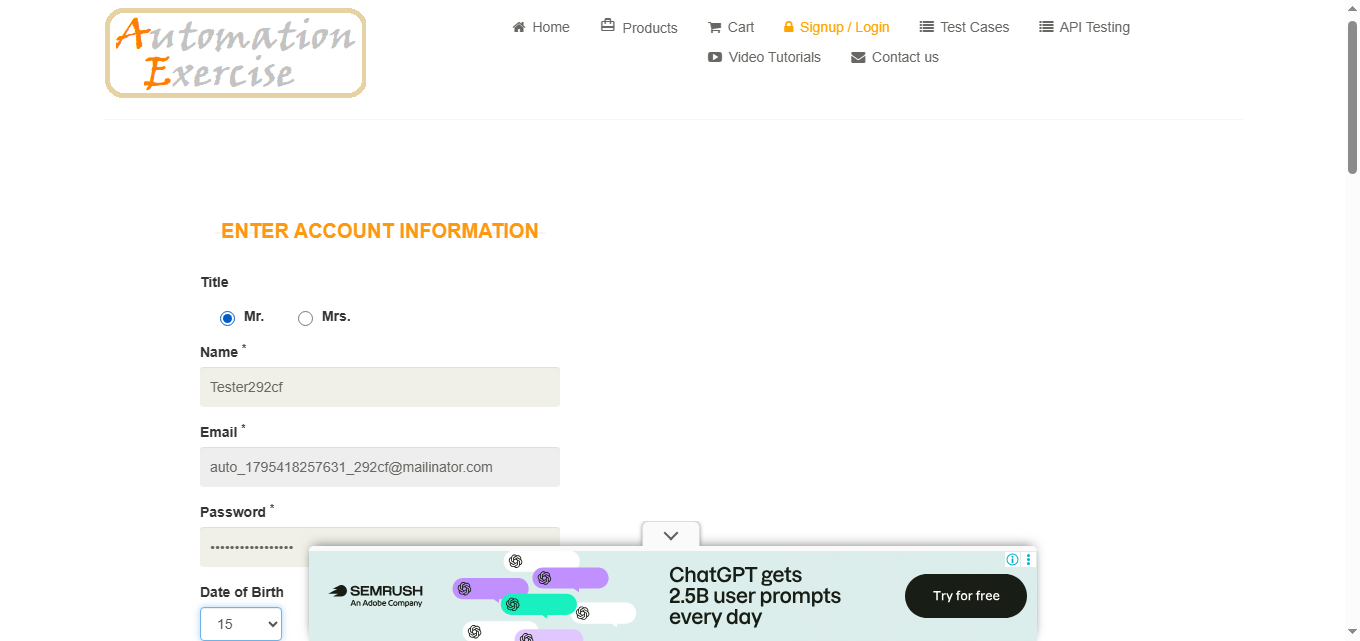 Automation
Exercise
Home
Products
Cart
Signup / Login
Test Cases
API Testing
Video Tutorials
Contact us
ENTER ACCOUNT INFORMATION
Title
Mr.
Mrs.
Name *
Tester292cf
Email *
auto_1795418257631_292cf@mailinator.com
Password *
•••••••••••••••••
Date of Birth
15
SEMRUSH
An Adobe Company
ChatGPT gets
2.5B user prompts
every day
Try for free